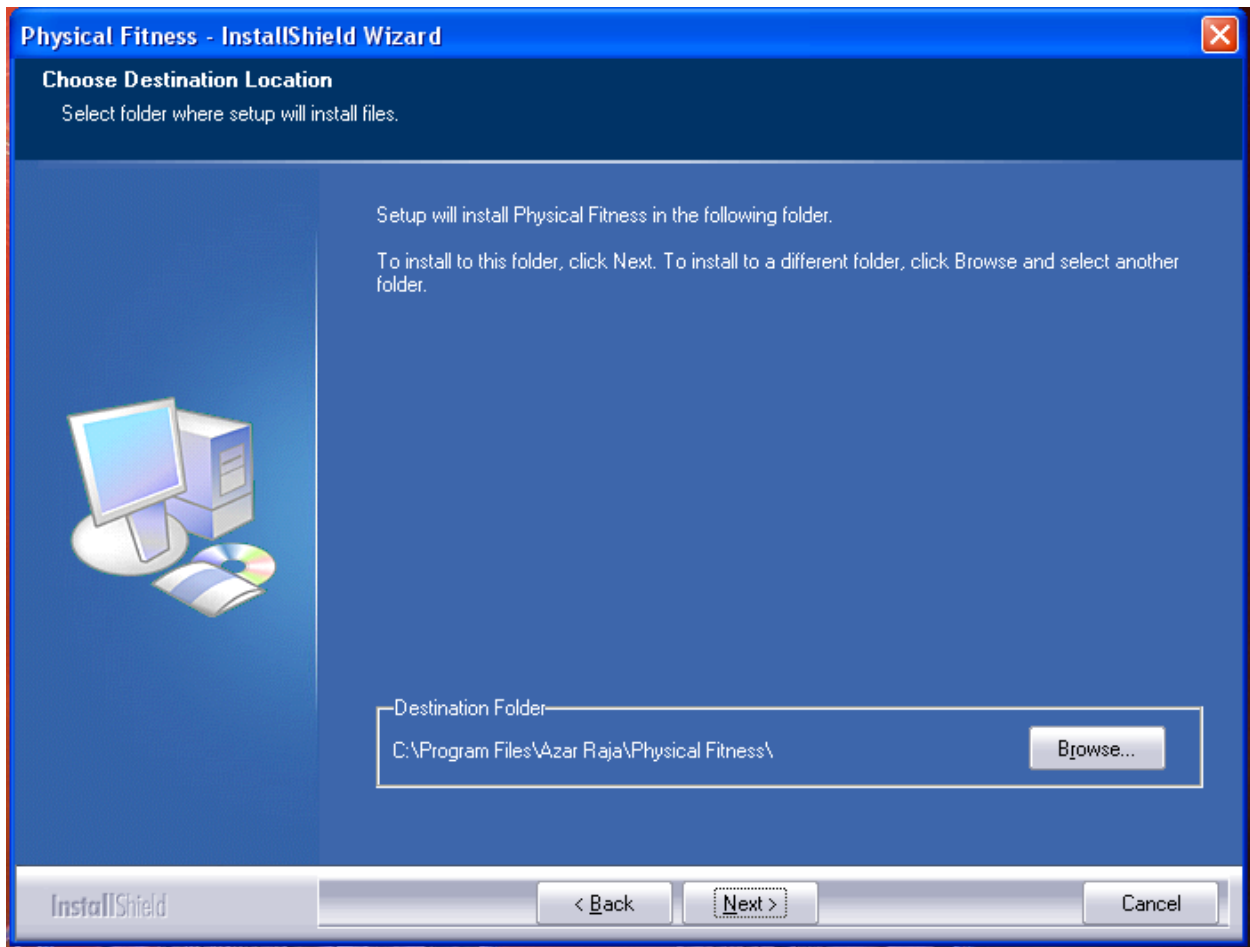 Physical Fitness - InstallShield Wizard
Choose Destination Location
Select folder where setup will install files.
Setup will install Physical Fitness in the following folder.
To install to this folder, click Next. To install to a different folder, click Browse and select another
folder.
Destination Folder
C:\Program Files\Azar Raja\Physical Fitness\
Browse...
InstallShield
< Back
Next >
Cancel